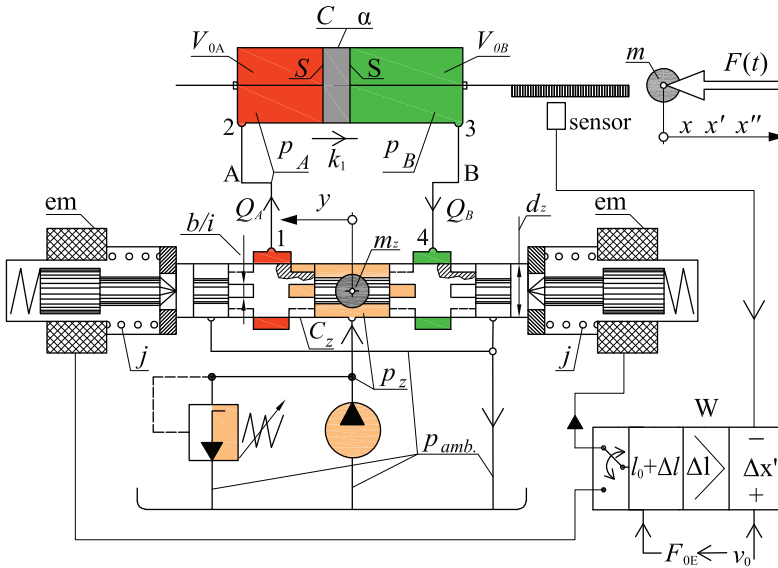 C α
V0A
V0B
S S
m
F(t)
2
3
sensor
x x′ x″
pA
k1
pB
A
B
em
em
QA
y
QB
dz
b/i
1
mz
4
j
Cz
pz
j
W
pamb.
l0+Δl
Δl
−
Δx'
+
F0E
v0